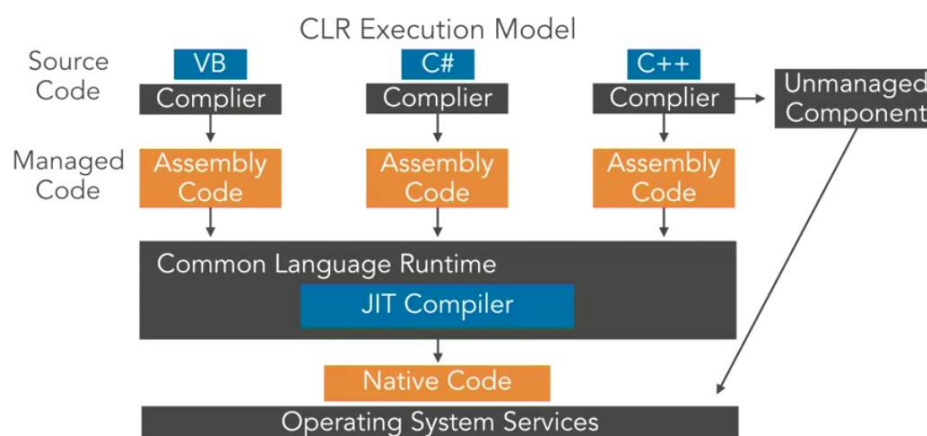 CLR Execution Model
Source
Code
VB
C#
C++
Complier
Complier
Complier
Unmanaged
Component
Managed
Code
Assembly
Code
Assembly
Code
Assembly
Code
Common Language Runtime
JIT Compiler
Native Code
Operating System Services